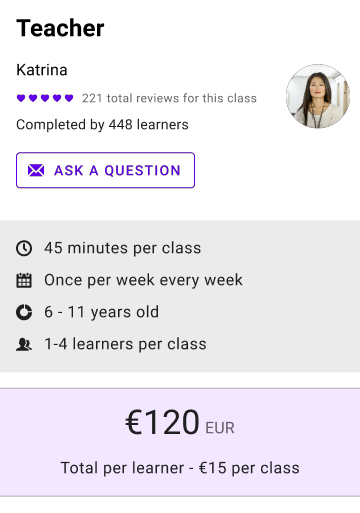 Teacher
Katrina
221 total reviews for this class
Completed by 448 learners
ASK A QUESTION
45 minutes per class
Once per week every week
6 - 11 years old
1-4 learners per class
€120 EUR
Total per learner - €15 per class